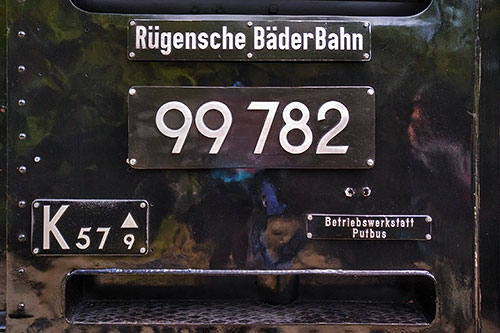 Rügensche BäderBahn
99 782
K 57 9
Betriebswerkstatt
Putbus